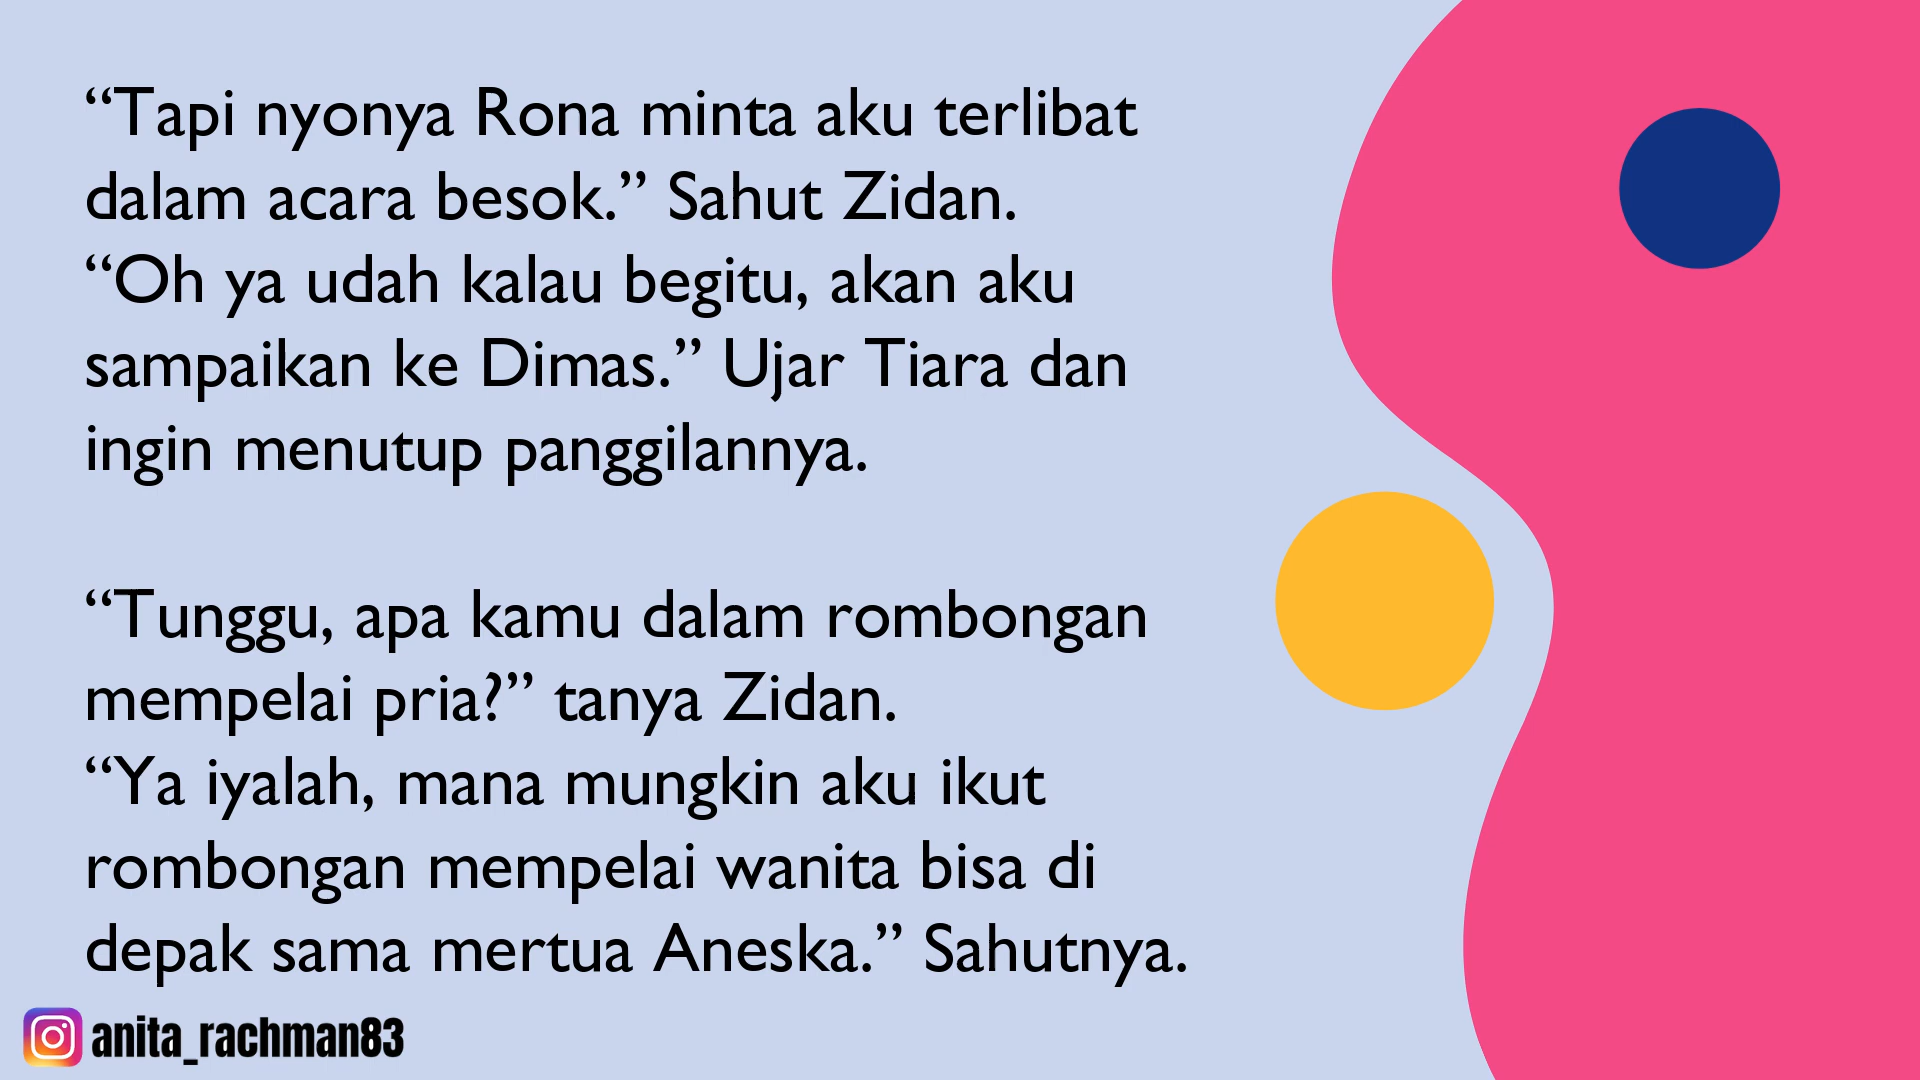 “Tapi nyonya Rona minta aku terlibat
dalam acara besok.” Sahut Zidan.
“Oh ya udah kalau begitu, akan aku
sampaikan ke Dimas.” Ujar Tiara dan
ingin menutup panggilannya.
“Tunggu, apa kamu dalam rombongan
mempelai pria?” tanya Zidan.
“Ya iyalah, mana mungkin aku ikut
rombongan mempelai wanita bisa di
depak sama mertua Aneska.” Sahutnya.
anita_rachman83